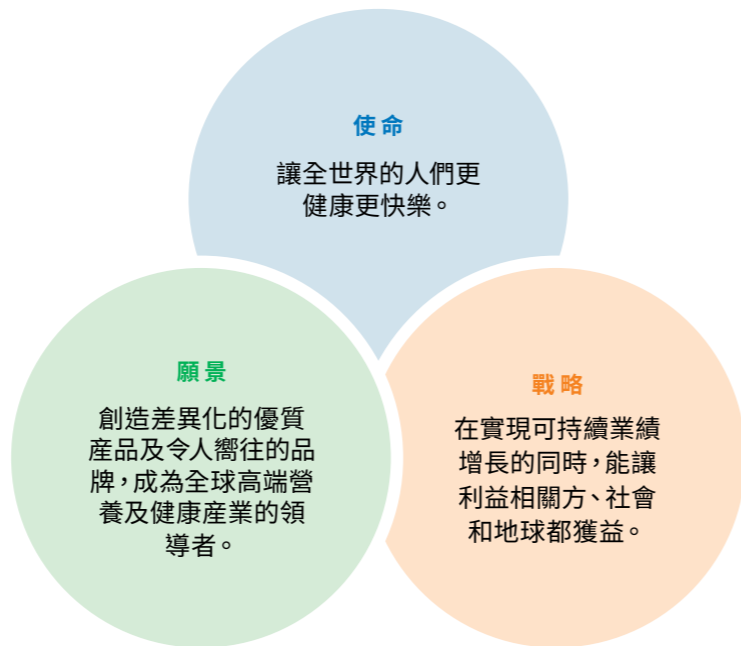 使命
讓全世界的人們更
健康更快樂。
願景
創造差異化的優質
産品及令人嚮往的品
牌，成為全球高端營
養及健康産業的領
導者。
戰略
在實現可持續業績
增長的同時，能讓
利益相關方、社會
和地球都獲益。